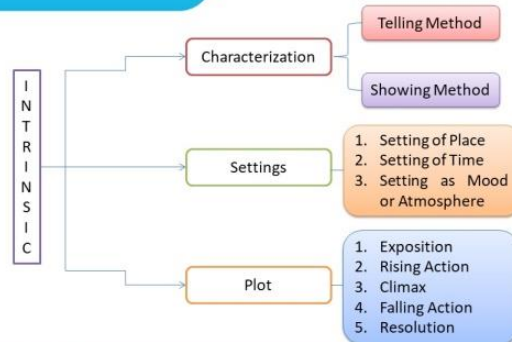 INTRINSIC
Characterization
Telling Method
Showing Method
Settings
1. Setting of Place
2. Setting of Time
3. Setting as Mood
or Atmosphere
Plot
1. Exposition
2. Rising Action
3. Climax
4. Falling Action
5. Resolution